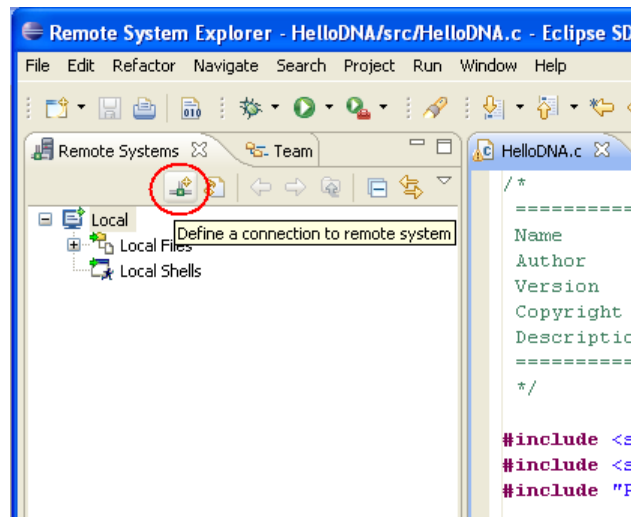 Remote System Explorer - HelloDNA/src/HelloDNA.c - Eclipse SD
File Edit Refactor Navigate Search Project Run Window Help
010
Remote Systems Team
HelloDNA.c
Local
Local Files
Local Shells
Define a connection to remote system
/*
==========
Name
Author
Version
Copyright
Descriptio
==========
*/
#include <s
#include <s
#include "P